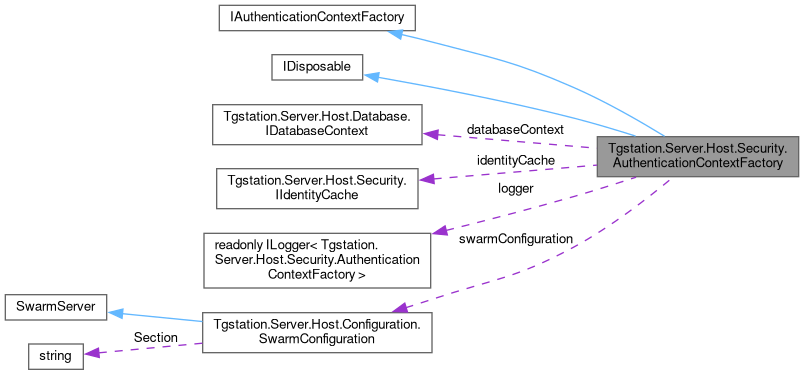 IAuthenticationContextFactory
IDisposable
Tgstation.Server.Host.Database.
IDatabaseContext
databaseContext
Tgstation.Server.Host.Security.
AuthenticationContextFactory
identityCache
Tgstation.Server.Host.Security.
IIdentityCache
logger
readonly ILogger< Tgstation.
Server.Host.Security.Authentication
ContextFactory >
swarmConfiguration
SwarmServer
Tgstation.Server.Host.Configuration.
SwarmConfiguration
Section
string